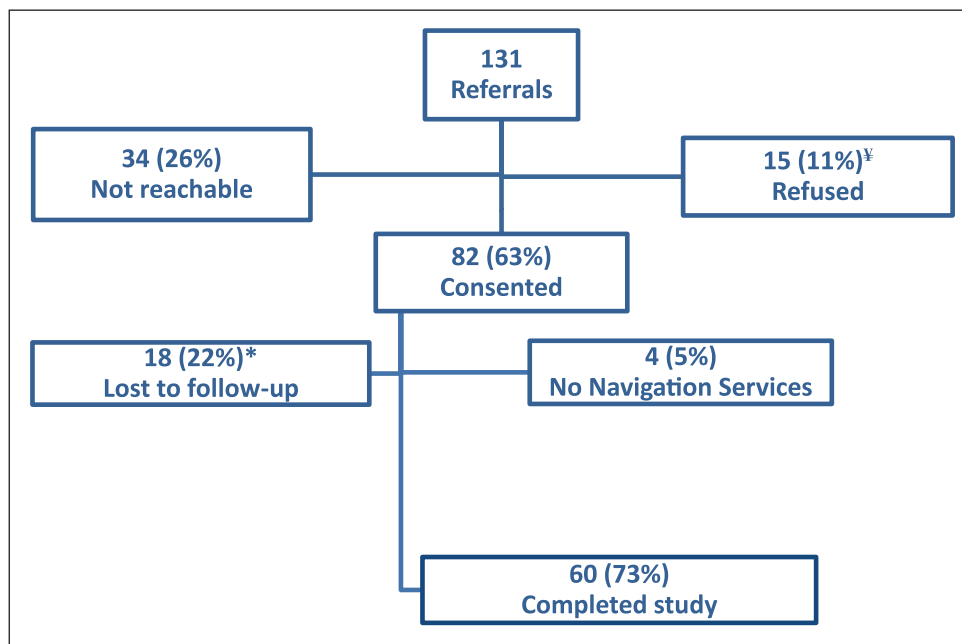 131
Referrals
34 (26%)
Not reachable
15 (11%)¥
Refused
82 (63%)
Consented
18 (22%)*
Lost to follow-up
4 (5%)
No Navigation Services
60 (73%)
Completed study